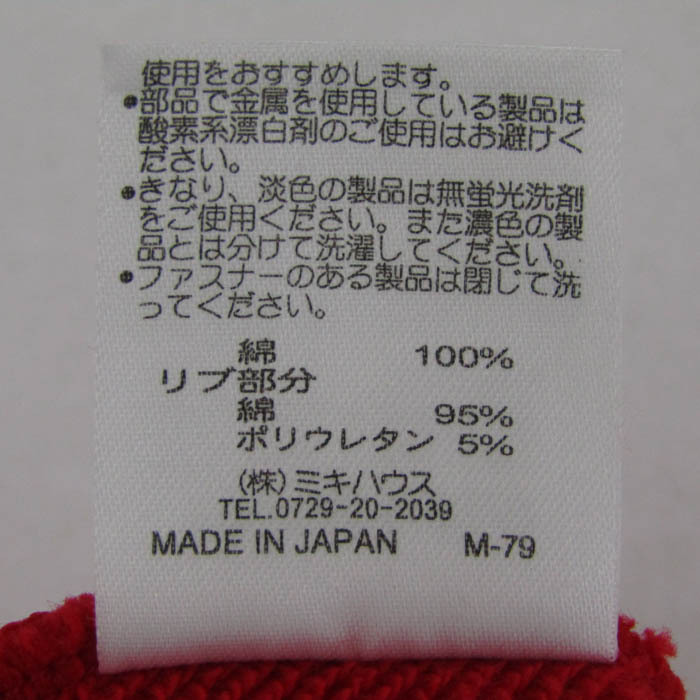 使用をおすすめします。
●部品で金属を使用している製品は
酸素系漂白剤のご使用はお避けく
ださい。
●きなり、淡色の製品は無蛍光洗剤
をご使用ください。また濃色の製
品とは分けて洗濯してください。
●ファスナーのある製品は閉じて洗
ってください。
綿 100%
リブ部分
綿 95%
ポリウレタン 5%
(株)ミキハウス
TEL.0729-20-2039
MADE IN JAPAN M-79